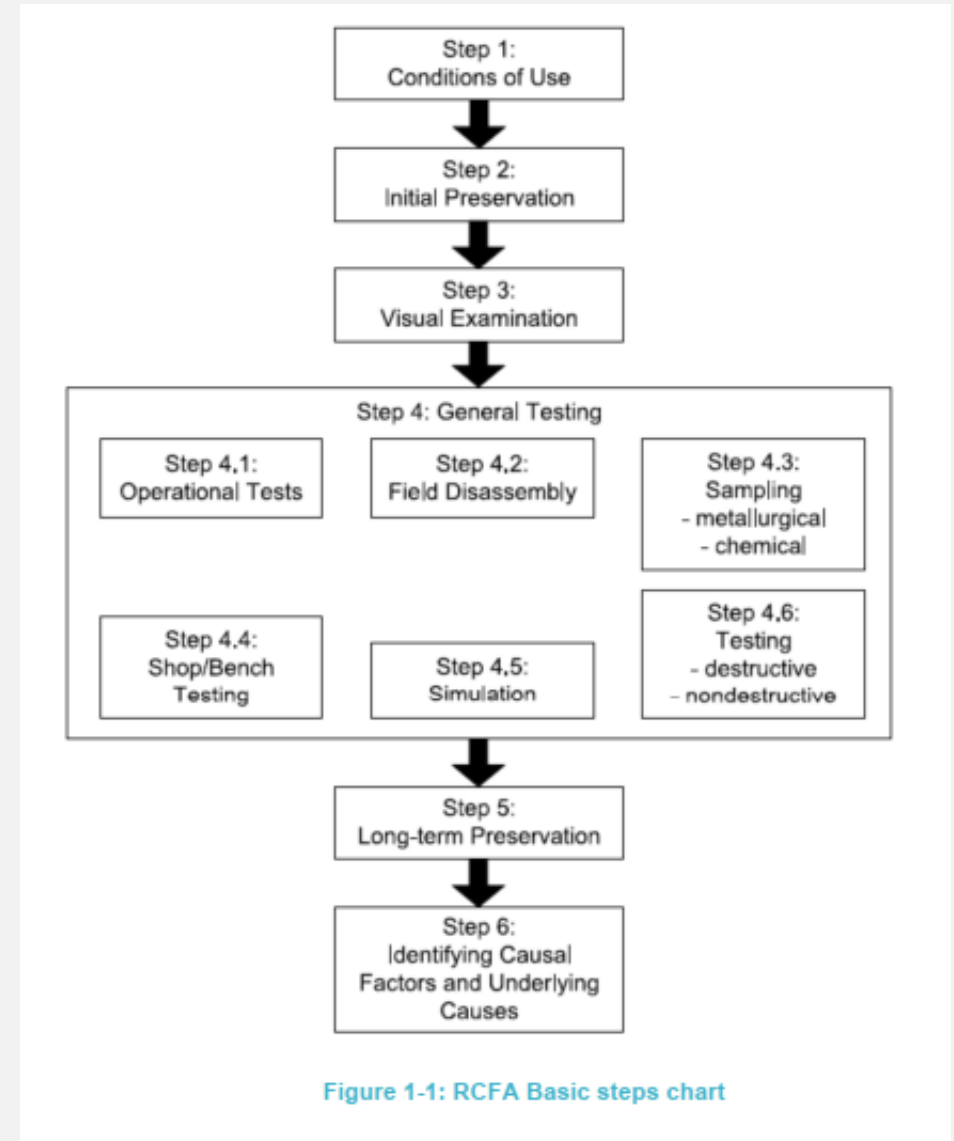 Step 1:
Conditions of Use
Step 2:
Initial Preservation
Step 3:
Visual Examination
Step 4: General Testing
Step 4.1:
Operational Tests
Step 4.2:
Field Disassembly
Step 4.3:
Sampling
- metallurgical
- chemical
Step 4.4:
Shop/Bench
Testing
Step 4.5:
Simulation
Step 4.6:
Testing
- destructive
- nondestructive
Step 5:
Long-term Preservation
Step 6:
Identifying Causal
Factors and Underlying
Causes
Figure 1-1: RCFA Basic steps chart